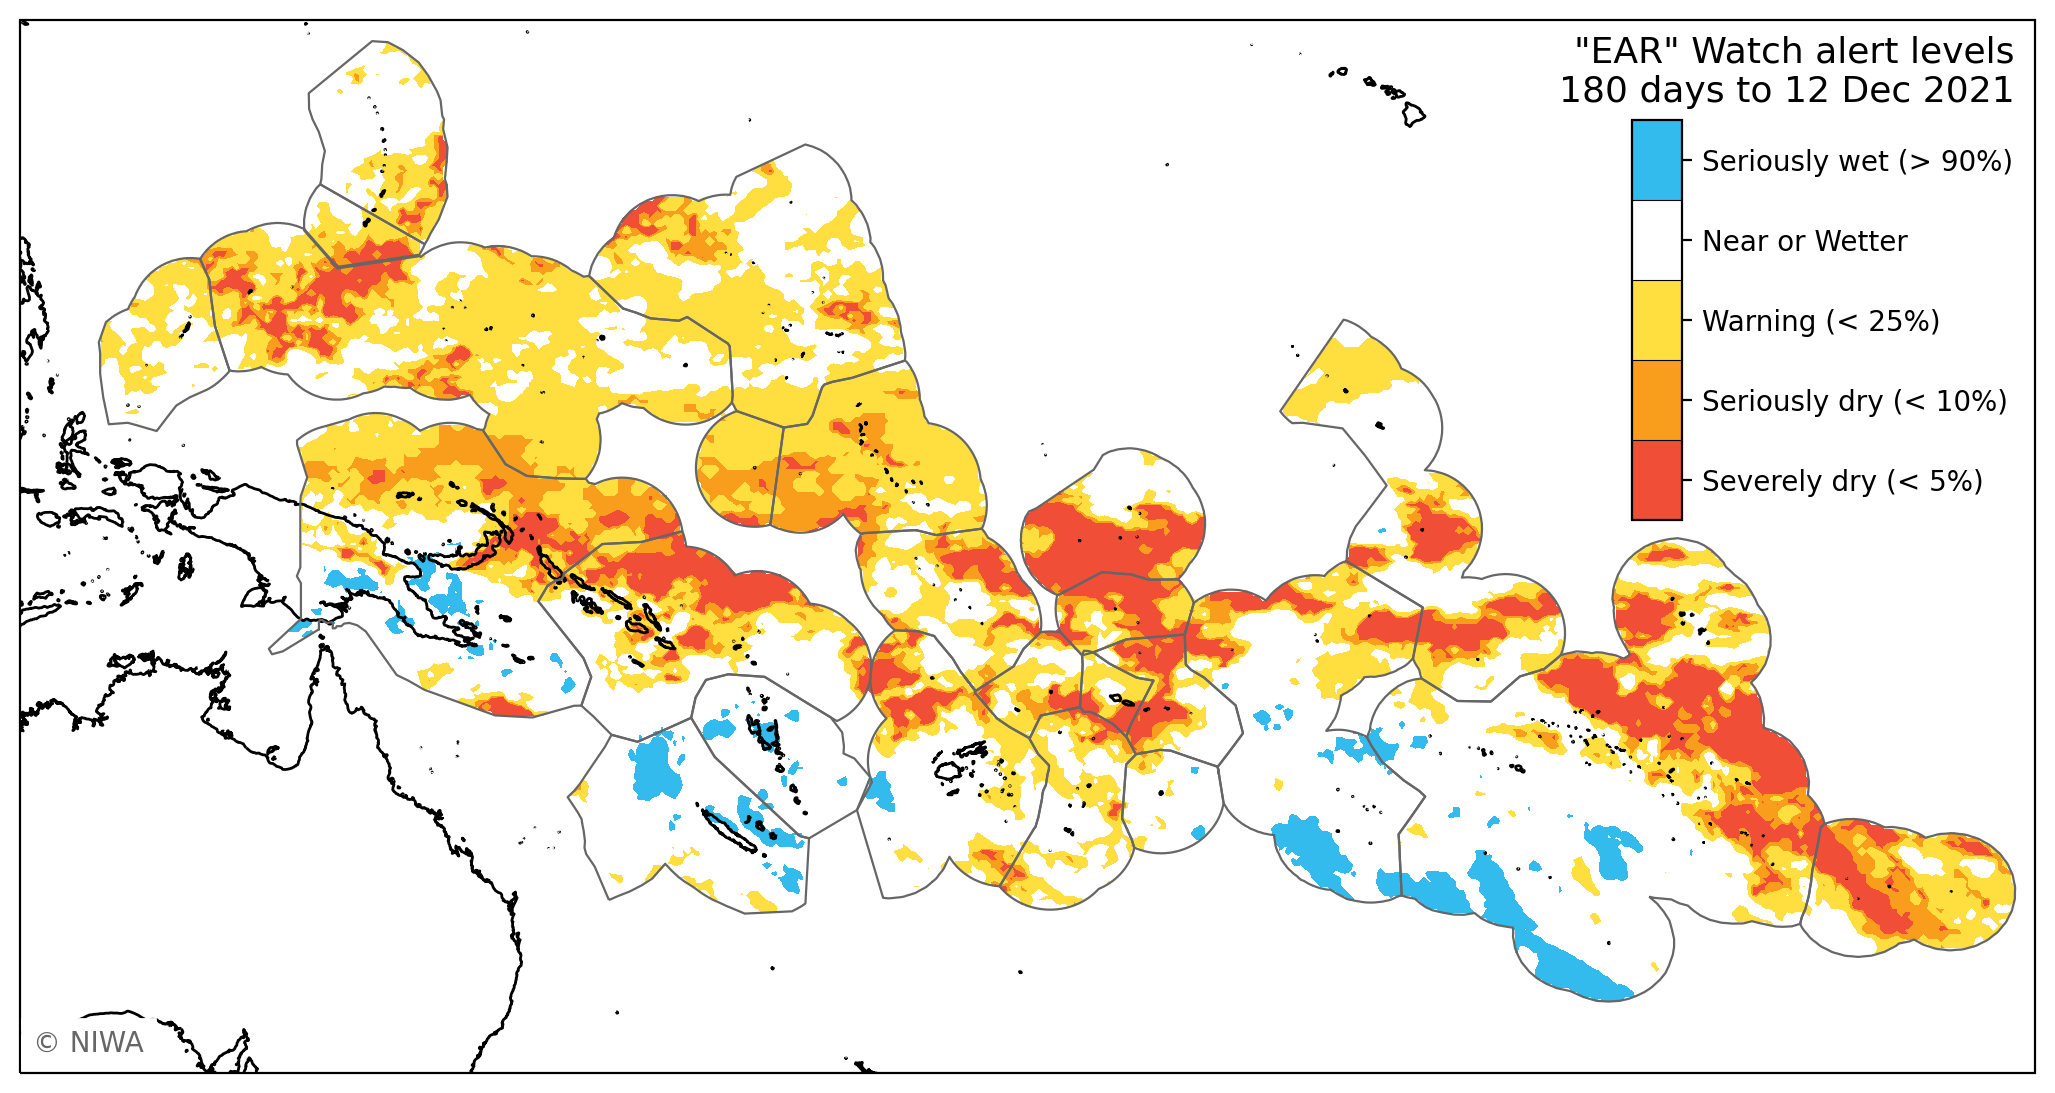 "EAR" Watch alert levels
180 days to 12 Dec 2021
Seriously wet (> 90%)
Near or Wetter
Warning (< 25%)
Seriously dry (< 10%)
Severely dry (< 5%)
© NIWA